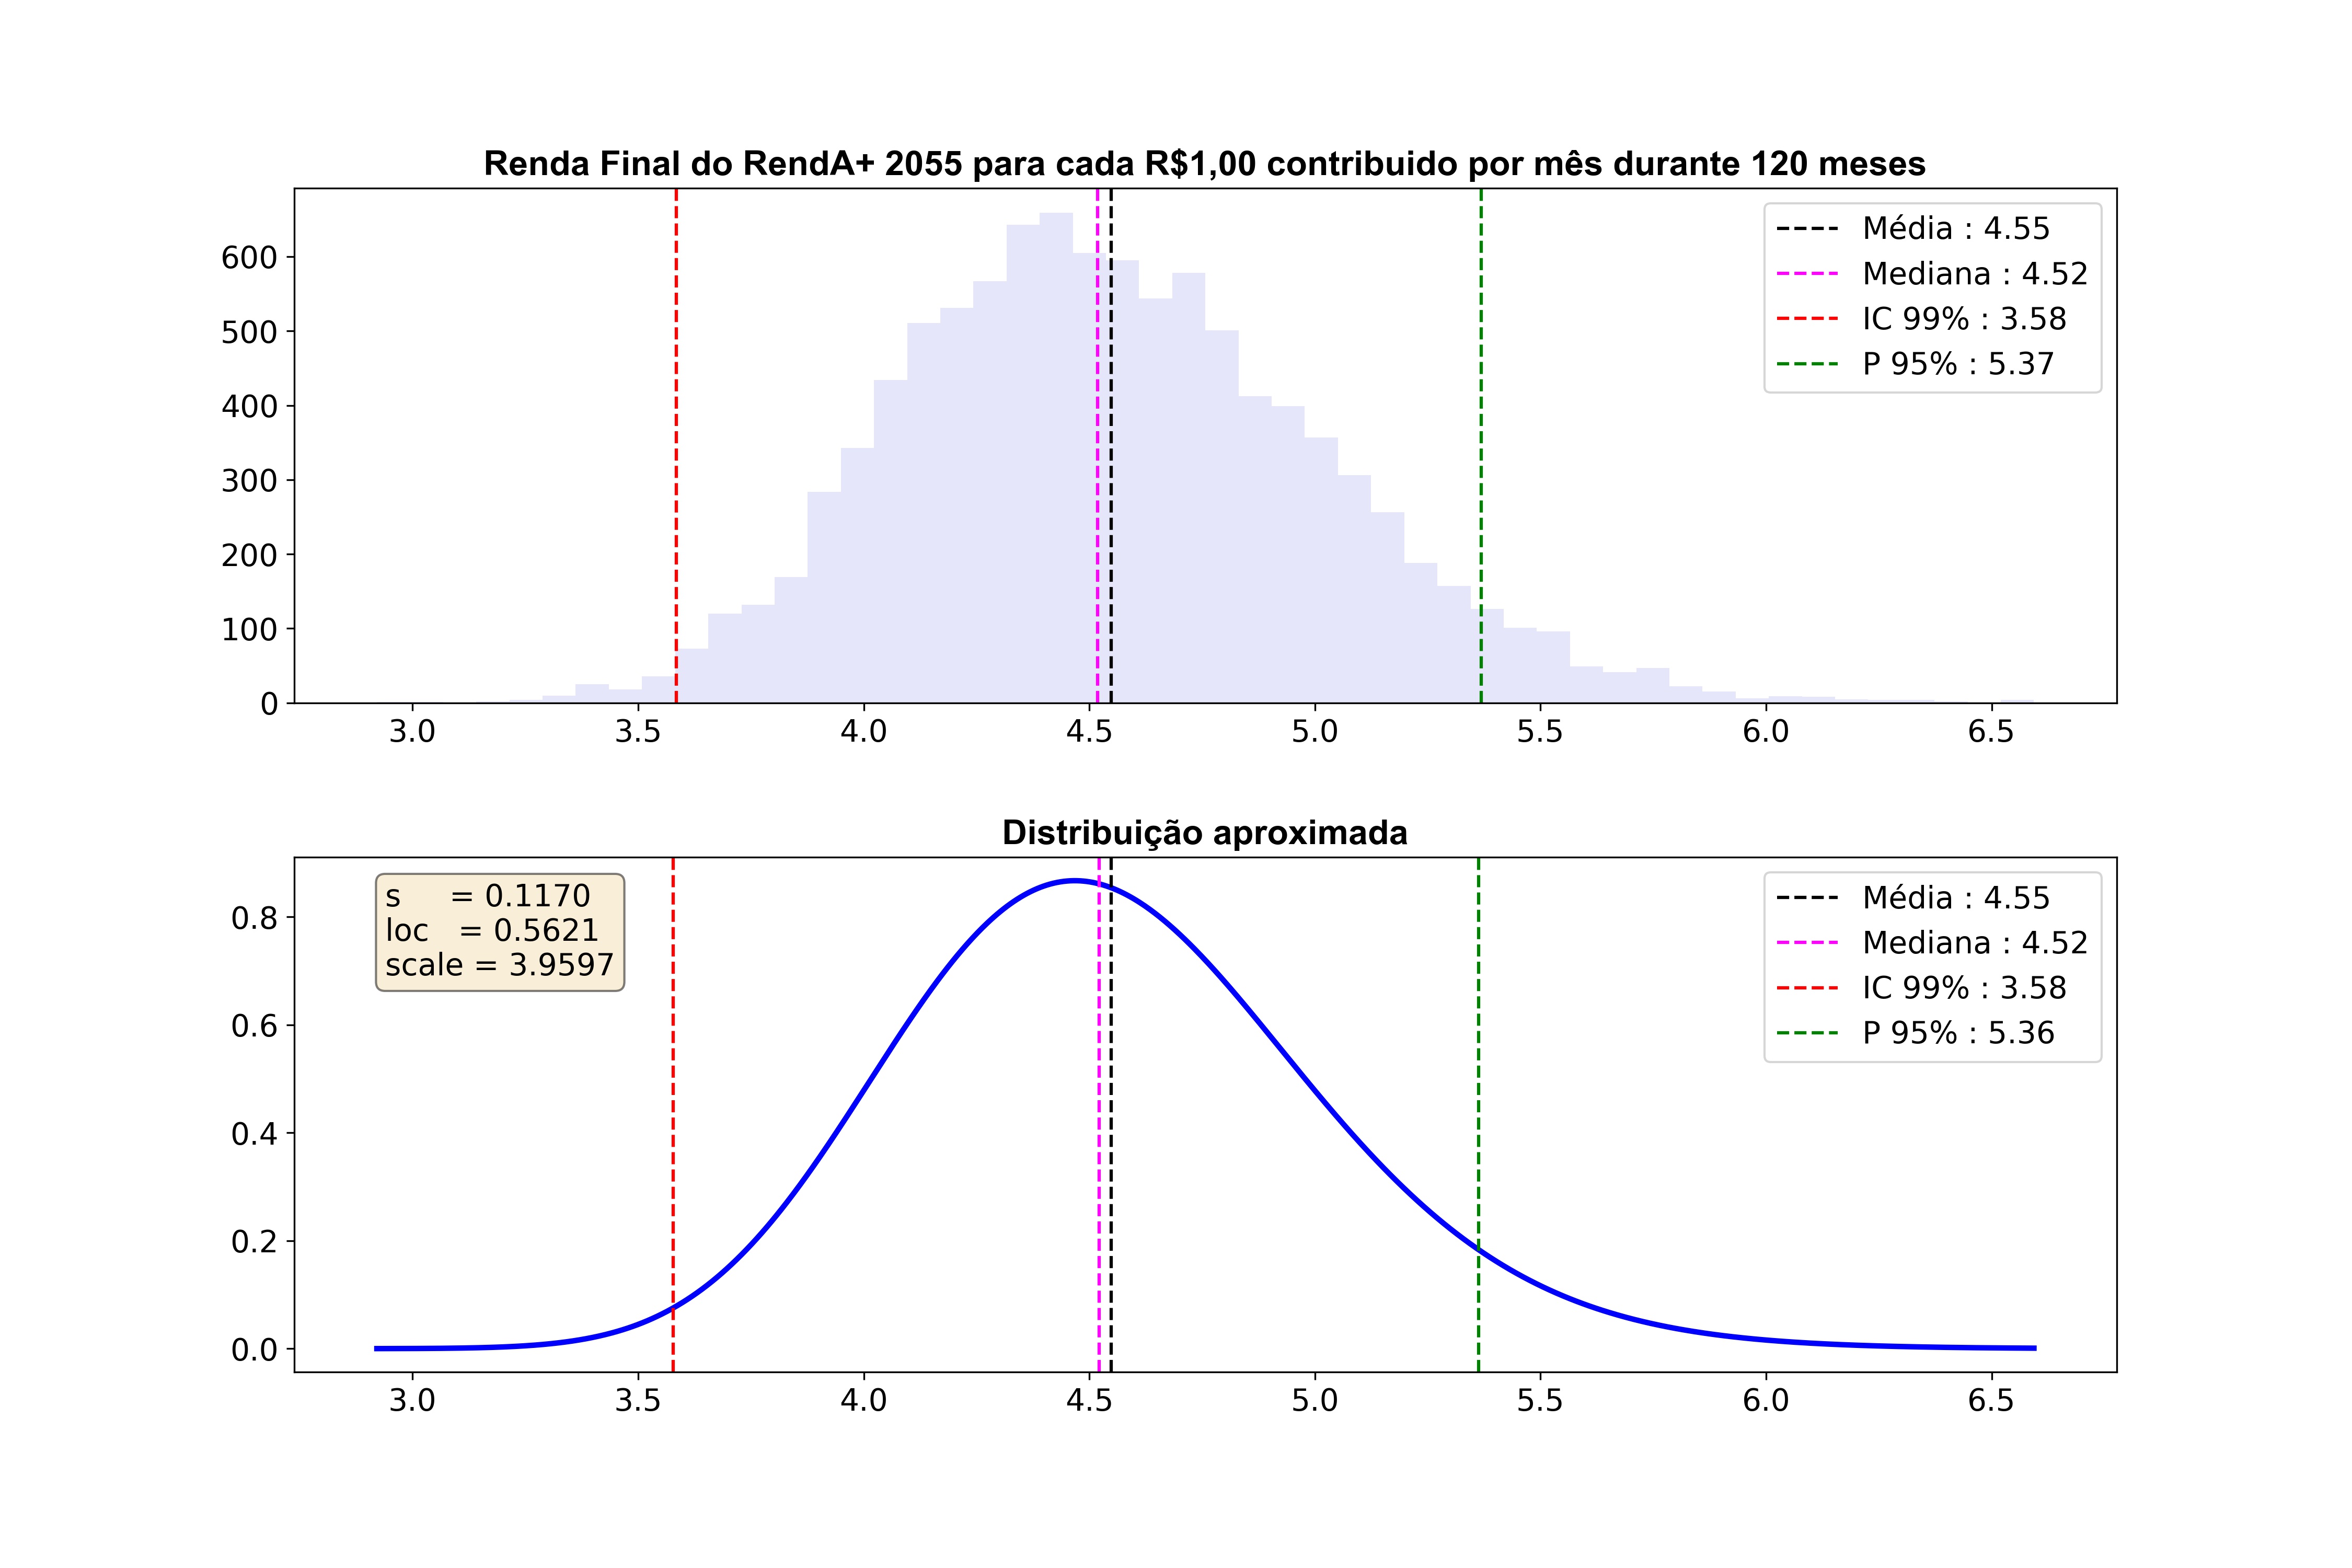 Renda Final do RendA+ 2055 para cada R$1,00 contribuido por mês durante 120 meses
600
500
400
300
200
100
0
Média : 4.55
Mediana : 4.52
IC 99% : 3.58
P 95% : 5.37
3.0 3.5 4.0 4.5 5.0 5.5 6.0 6.5
Distribuição aproximada
s = 0.1170
loc = 0.5621
scale = 3.9597
0.8
0.6
0.4
0.2
0.0
Média : 4.55
Mediana : 4.52
IC 99% : 3.58
P 95% : 5.36
3.0 3.5 4.0 4.5 5.0 5.5 6.0 6.5